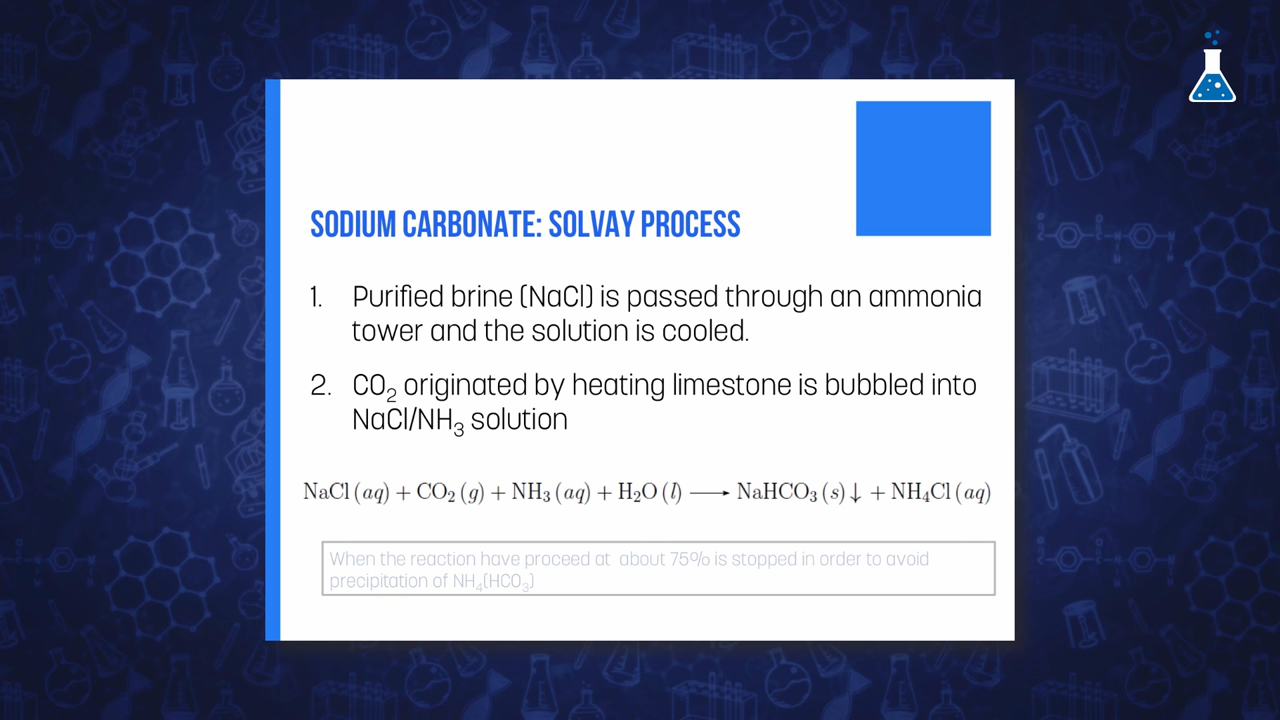 SODIUM CARBONATE: SOLVAY PROCESS
1. Purified brine (NaCl) is passed through an ammonia
tower and the solution is cooled.
2. CO₂ originated by heating limestone is bubbled into
NaCl/NH₃ solution
NaCl (aq) + CO₂ (g) + NH₃ (aq) + H₂O (l) ⟶ NaHCO₃ (s)↓ + NH₄Cl (aq)
When the reaction have proceed at about 75% is stopped in order to avoid
precipitation of NH₄(HCO₃)